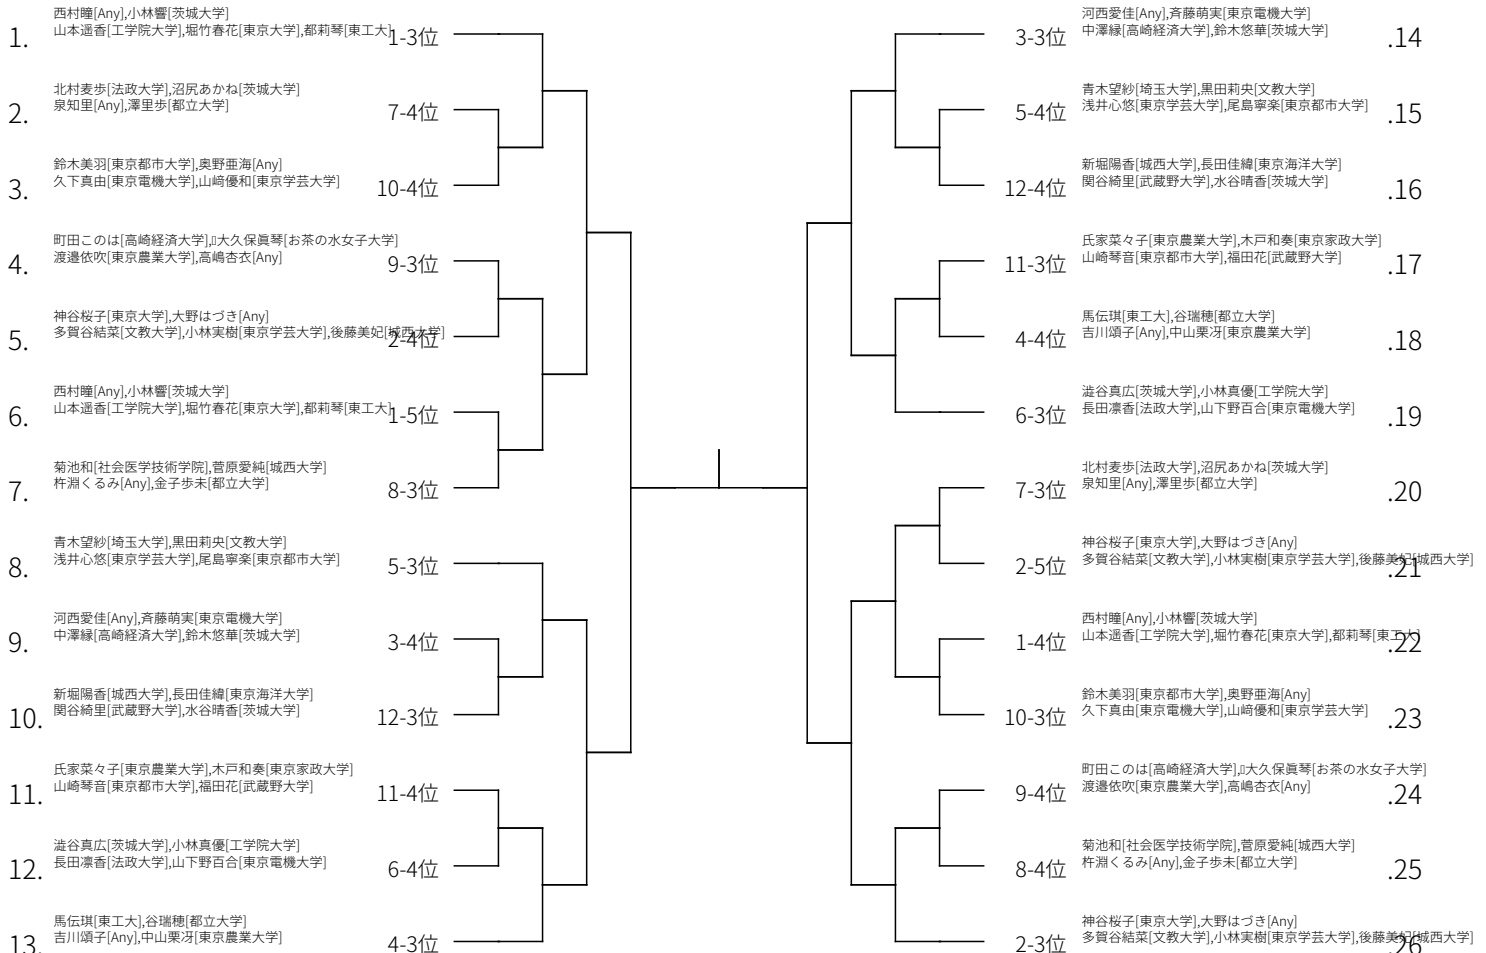 1.
西村瞳[Any],小林響[茨城大学]
山本遥香[工学院大学],堀竹春花[東京大学],都莉琴[東工大]
1-3位
2.
北村麦歩[法政大学],沼尻あかね[茨城大学]
泉知里[Any],澤里歩[都立大学]
7-4位
3.
鈴木美羽[東京都市大学],奥野亜海[Any]
久下真由[東京電機大学],山﨑優和[東京学芸大学]
10-4位
4.
町田このは[高崎経済大学],大久保眞琴[お茶の水女子大学]
渡邉依吹[東京農業大学],高嶋杏衣[Any]
9-3位
5.
神谷桜子[東京大学],大野はづき[Any]
多賀谷結菜[文教大学],小林実樹[東京学芸大学],後藤美妃[城西大学]
2-4位
6.
西村瞳[Any],小林響[茨城大学]
山本遥香[工学院大学],堀竹春花[東京大学],都莉琴[東工大]
1-5位
7.
菊池和[社会医学技術学院],菅原愛純[城西大学]
杵淵くるみ[Any],金子歩未[都立大学]
8-3位
8.
青木望紗[埼玉大学],黒田莉央[文教大学]
浅井心悠[東京学芸大学],尾島寧楽[東京都市大学]
5-3位
9.
河西愛佳[Any],斉藤萌実[東京電機大学]
中澤縁[高崎経済大学],鈴木悠華[茨城大学]
3-4位
10.
新堀陽香[城西大学],長田佳緯[東京海洋大学]
関谷綺里[武蔵野大学],水谷晴香[茨城大学]
12-3位
11.
氏家菜々子[東京農業大学],木戸和奏[東京家政大学]
山崎琴音[東京都市大学],福田花[武蔵野大学]
11-4位
12.
澁谷真広[茨城大学],小林真優[工学院大学]
長田凛香[法政大学],山下野百合[東京電機大学]
6-4位
13.
馬伝琪[東工大],谷瑞穂[都立大学]
吉川頌子[Any],中山栗冴[東京農業大学]
4-3位
3-3位
河西愛佳[Any],斉藤萌実[東京電機大学]
中澤縁[高崎経済大学],鈴木悠華[茨城大学]
.14
5-4位
青木望紗[埼玉大学],黒田莉央[文教大学]
浅井心悠[東京学芸大学],尾島寧楽[東京都市大学]
.15
12-4位
新堀陽香[城西大学],長田佳緯[東京海洋大学]
関谷綺里[武蔵野大学],水谷晴香[茨城大学]
.16
11-3位
氏家菜々子[東京農業大学],木戸和奏[東京家政大学]
山崎琴音[東京都市大学],福田花[武蔵野大学]
.17
4-4位
馬伝琪[東工大],谷瑞穂[都立大学]
吉川頌子[Any],中山栗冴[東京農業大学]
.18
6-3位
澁谷真広[茨城大学],小林真優[工学院大学]
長田凛香[法政大学],山下野百合[東京電機大学]
.19
7-3位
北村麦歩[法政大学],沼尻あかね[茨城大学]
泉知里[Any],澤里歩[都立大学]
.20
2-5位
神谷桜子[東京大学],大野はづき[Any]
多賀谷結菜[文教大学],小林実樹[東京学芸大学],後藤美妃[城西大学]
.21
1-4位
西村瞳[Any],小林響[茨城大学]
山本遥香[工学院大学],堀竹春花[東京大学],都莉琴[東工大]
.22
10-3位
鈴木美羽[東京都市大学],奥野亜海[Any]
久下真由[東京電機大学],山﨑優和[東京学芸大学]
.23
9-4位
町田このは[高崎経済大学],大久保眞琴[お茶の水女子大学]
渡邉依吹[東京農業大学],高嶋杏衣[Any]
.24
8-4位
菊池和[社会医学技術学院],菅原愛純[城西大学]
杵淵くるみ[Any],金子歩未[都立大学]
.25
2-3位
神谷桜子[東京大学],大野はづき[Any]
多賀谷結菜[文教大学],小林実樹[東京学芸大学],後藤美妃[城西大学]
.26